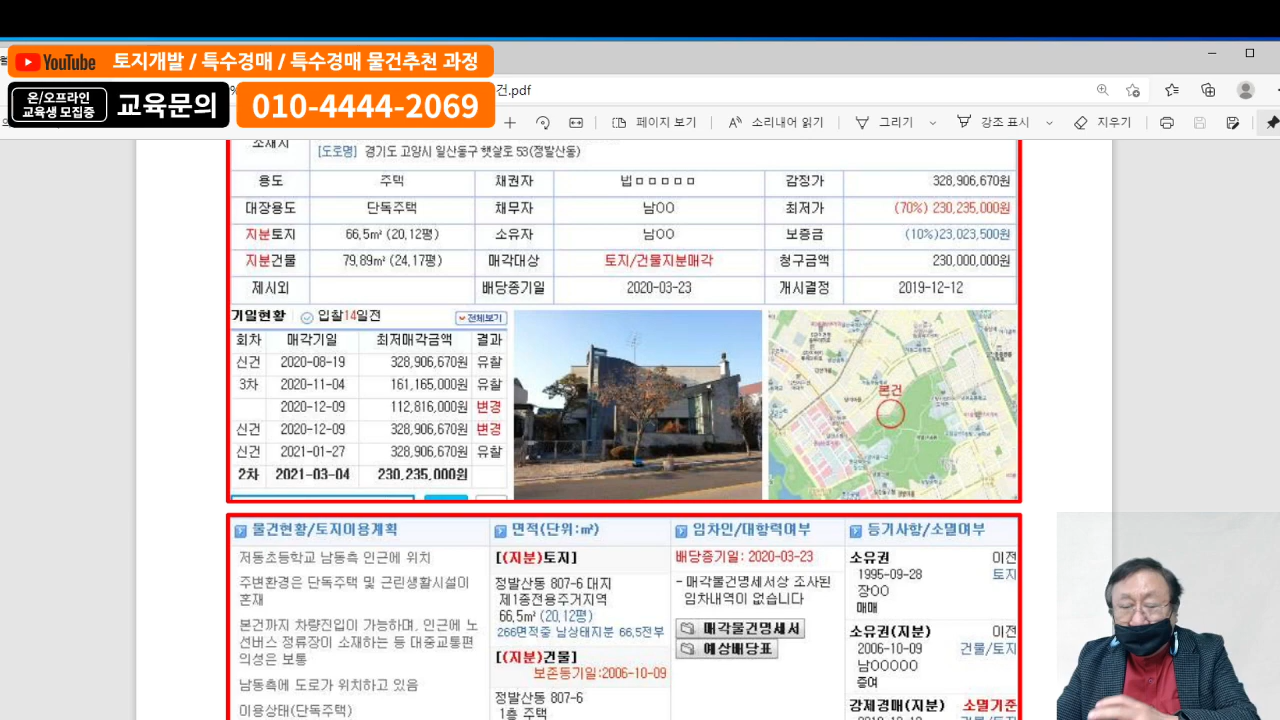 YouTube 토지개발 / 특수경매 / 특수경매 물건추천 과정
온/오프라인
교육생 모집중
교육문의
010-4444-2069
건.pdf
페이지 보기
소리내어 읽기
그리기
강조 표시
지우기
소재지
[도로명] 경기도 고양시 일산동구 햇살로 53(정발산동)
용도 주택 채권자 법ㅁㅁㅁㅁㅁ 감정가 328,906,670원
대장용도 단독주택 채무자 남OO 최저가 (70%) 230,235,000원
지분토지 66.5㎡ (20.12평) 소유자 남OO 보증금 (10%)23,023,500원
지분건물 79.89㎡ (24.17평) 매각대상 토지/건물지분매각 청구금액 230,000,000원
제시외 배당종기일 2020-03-23 개시결정 2019-12-12
기일현황 입찰14일전 전체보기
회차 매각기일 최저매각금액 결과
신건 2020-08-19 328,906,670원 유찰
3차 2020-11-04 161,165,000원 유찰
2020-12-09 112,816,000원 변경
신건 2020-12-09 328,906,670원 변경
신건 2021-01-27 328,906,670원 유찰
2차 2021-03-04 230,235,000원
본건
물건현황/토지이용계획
저동초등학교 남동측 인근에 위치
주변환경은 단독주택 및 근린생활시설이
혼재
본건까지 차량진입이 가능하며, 인근에 노
선버스 정류장이 소재하는 등 대중교통편
의성은 보통
남동측에 도로가 위치하고 있음
이용상태(단독주택)
면적(단위:㎡)
[(지분)토지]
정발산동 807-6 대지
제1종전용주거지역
66.5㎡ (20.12평)
266면적중 남상태지분 66.5전부
[(지분)건물]
보존등기일:2006-10-09
정발산동 807-6
1층 주택
임차인/대항력여부
배당종기일: 2020-03-23
- 매각물건명세서상 조사된
임차내역이 없습니다
매각물건명세서
예상배당표
등기사항/소멸여부
소유권 이전
1995-09-28 토지
장OO
매매
소유권(지분) 이전
2006-10-09 건물/토지
남OOOOO
증여
강제경매(지분) 소멸기준